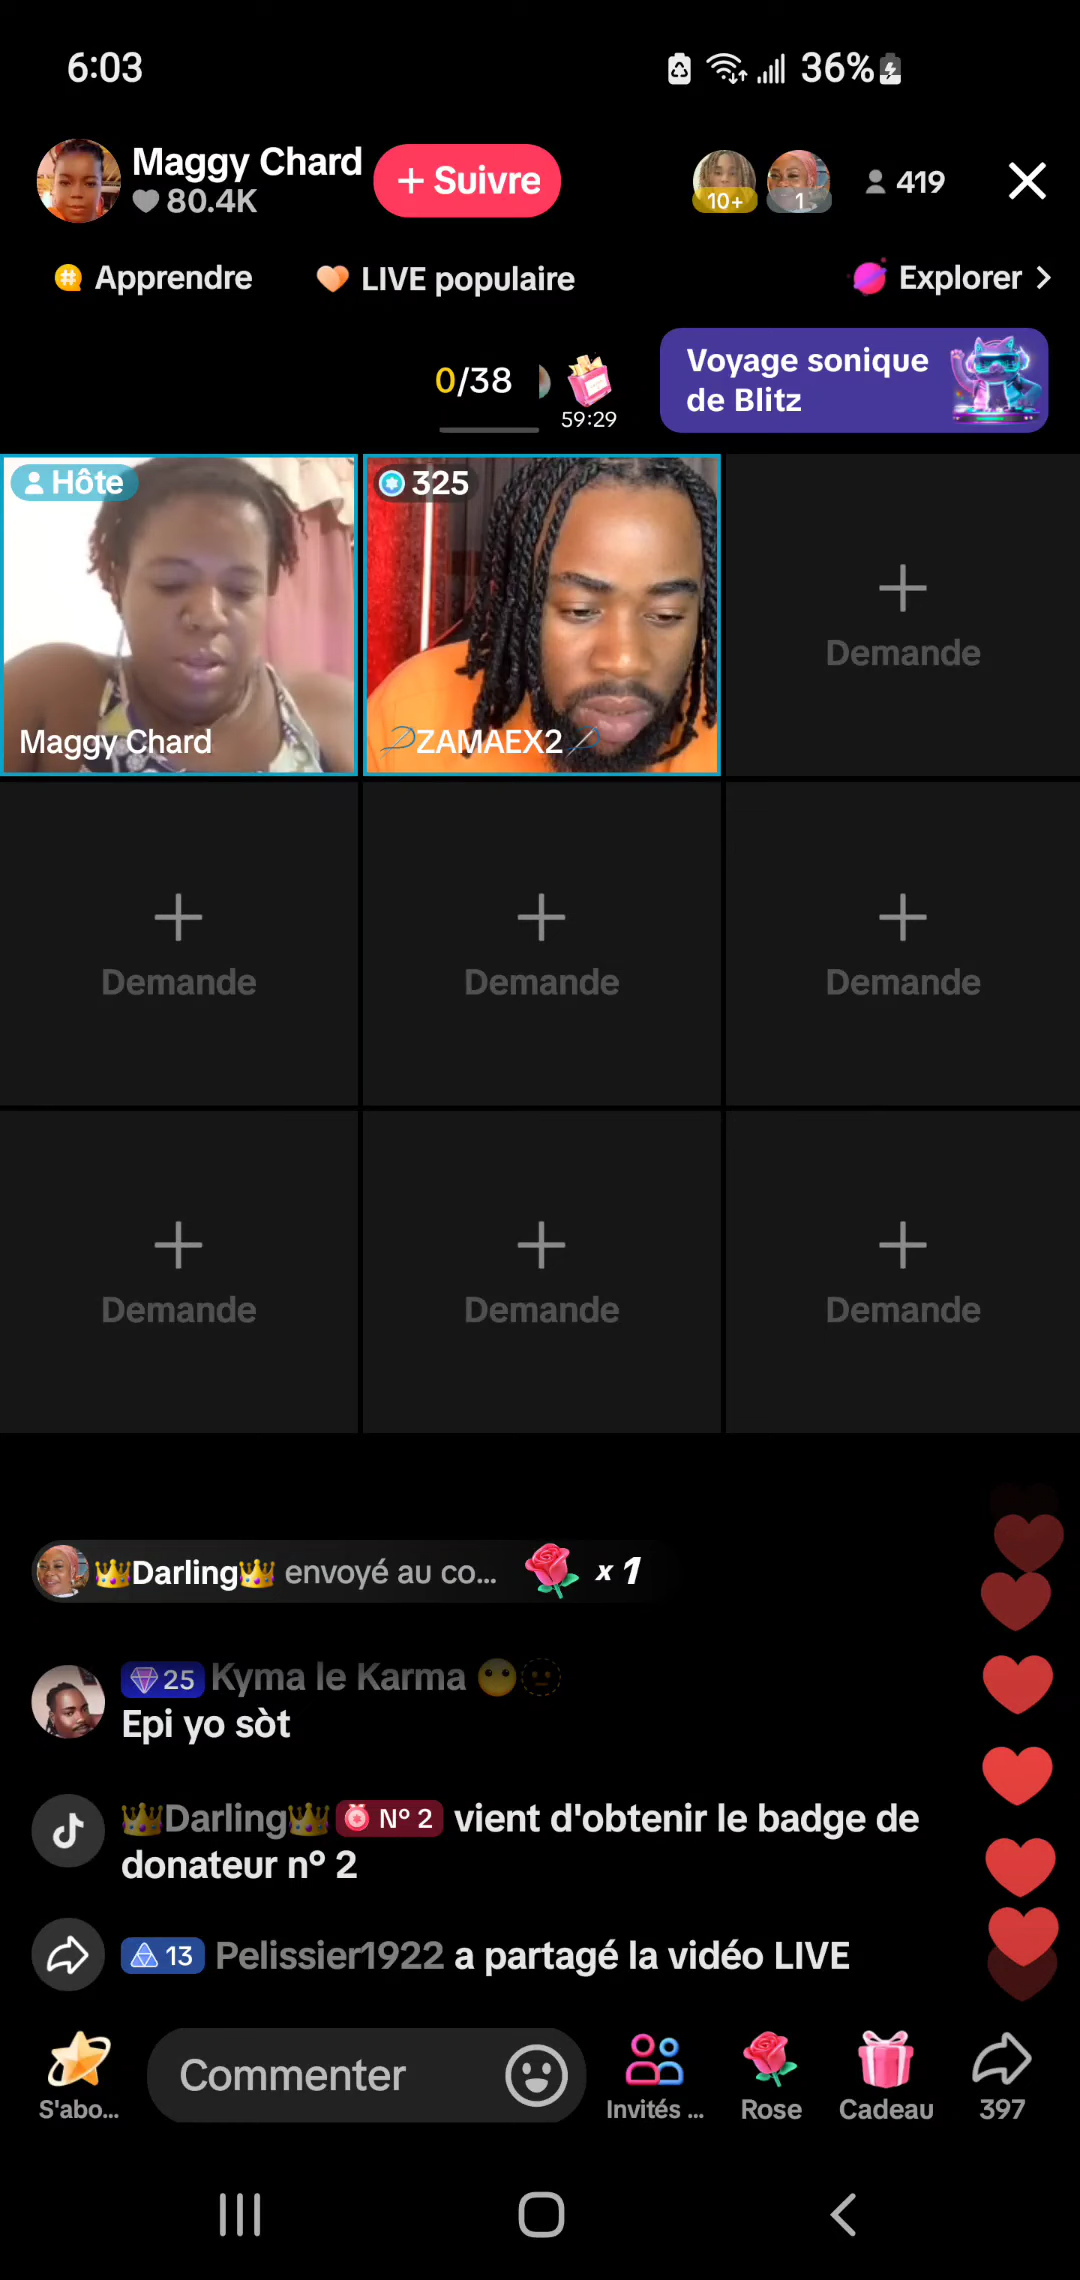 6:03
36%
Maggy Chard
80.4K
+ Suivre
10+
1
419
Apprendre
LIVE populaire
Explorer
0/38
59:29
Voyage sonique
de Blitz
Hôte
325
Maggy Chard
ZAMAEX2
Demande
Demande
Demande
Demande
Demande
Demande
Demande
Darling envoyé au co... x 1
25 Kyma le Karma
Epi yo sòt
Darling Nº 2 vient d'obtenir le badge de
donateur nº 2
13 Pelissier1922 a partagé la vidéo LIVE
Commenter
S'abo...
Invités ...
Rose
Cadeau
397